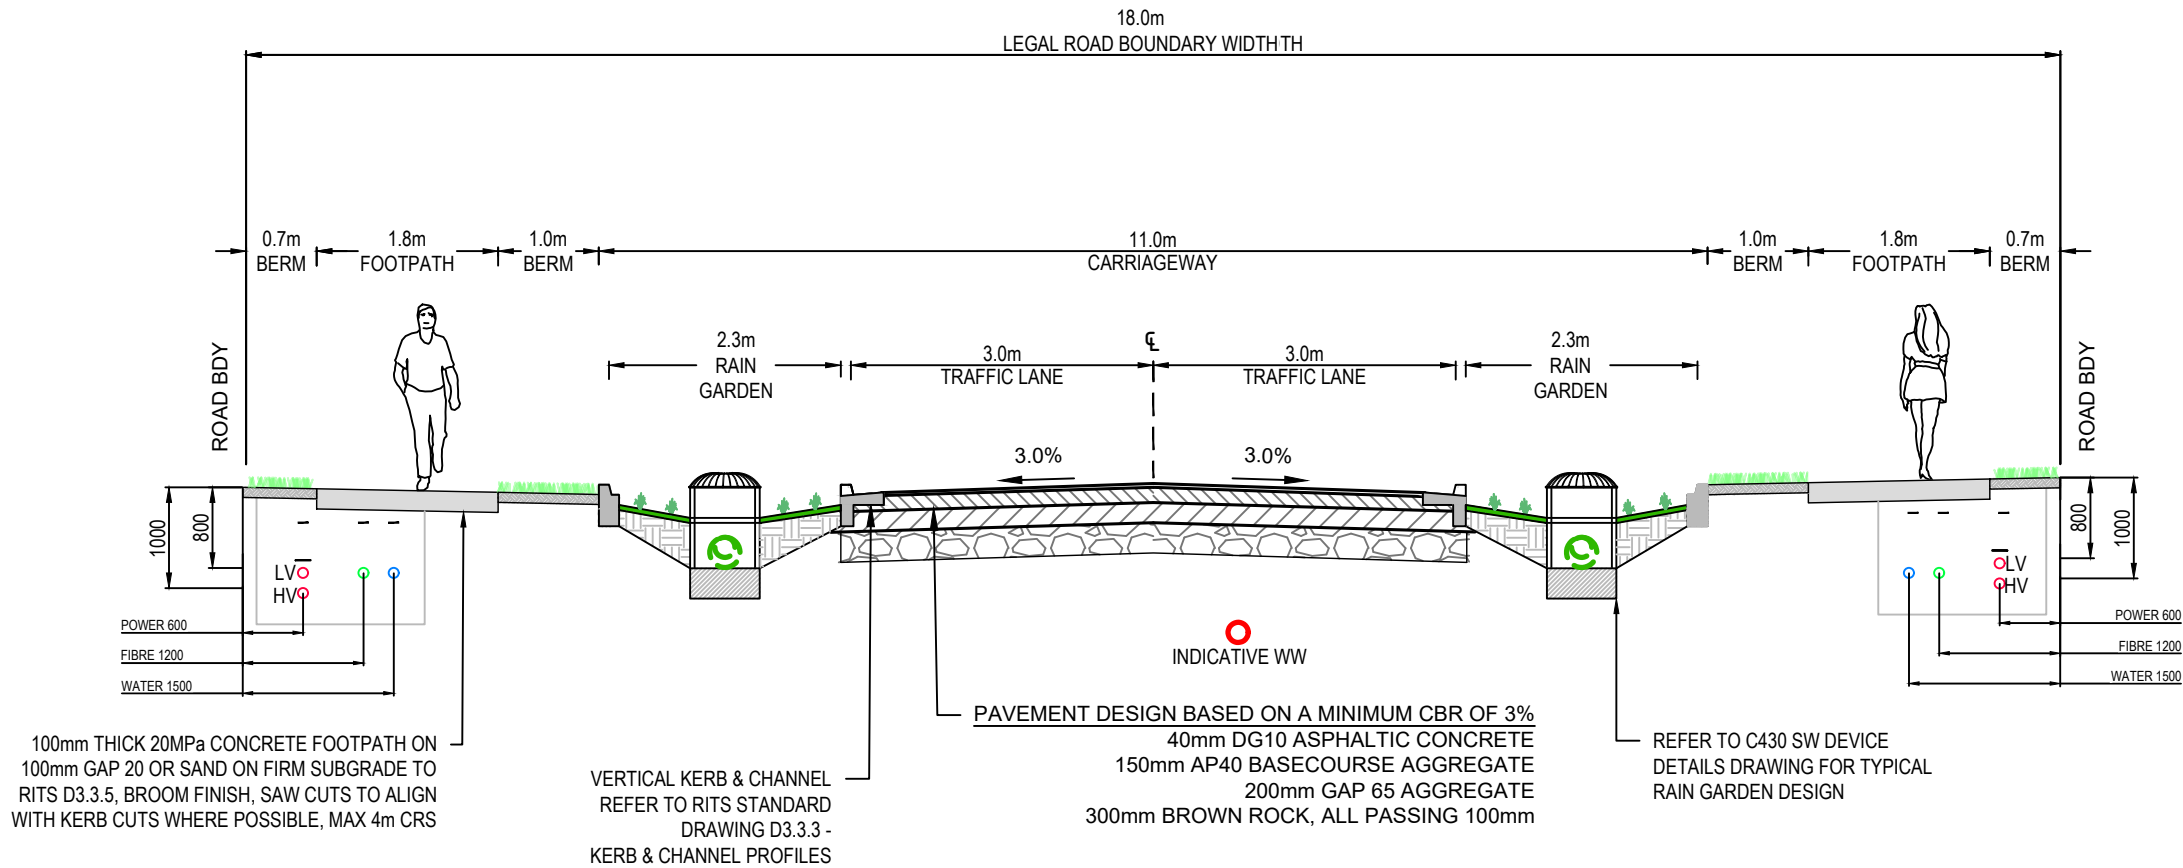 18.0m
LEGAL ROAD BOUNDARY WIDTH TH
0.7m
BERM
1.8m
FOOTPATH
1.0m
BERM
11.0m
CARRIAGEWAY
1.0m
BERM
1.8m
FOOTPATH
0.7m
BERM
ROAD BDY
2.3m
RAIN
GARDEN
3.0m
TRAFFIC LANE
℄
3.0m
TRAFFIC LANE
2.3m
RAIN
GARDEN
ROAD BDY
3.0%
3.0%
1000
800
LV
HV
800
1000
LV
HV
POWER 600
FIBRE 1200
WATER 1500
POWER 600
FIBRE 1200
WATER 1500
INDICATIVE WW
100mm THICK 20MPa CONCRETE FOOTPATH ON
100mm GAP 20 OR SAND ON FIRM SUBGRADE TO
RITS D3.3.5, BROOM FINISH, SAW CUTS TO ALIGN
WITH KERB CUTS WHERE POSSIBLE, MAX 4m CRS
VERTICAL KERB & CHANNEL
REFER TO RITS STANDARD
DRAWING D3.3.3 -
KERB & CHANNEL PROFILES
PAVEMENT DESIGN BASED ON A MINIMUM CBR OF 3%
40mm DG10 ASPHALTIC CONCRETE
150mm AP40 BASECOURSE AGGREGATE
200mm GAP 65 AGGREGATE
300mm BROWN ROCK, ALL PASSING 100mm
REFER TO C430 SW DEVICE
DETAILS DRAWING FOR TYPICAL
RAIN GARDEN DESIGN